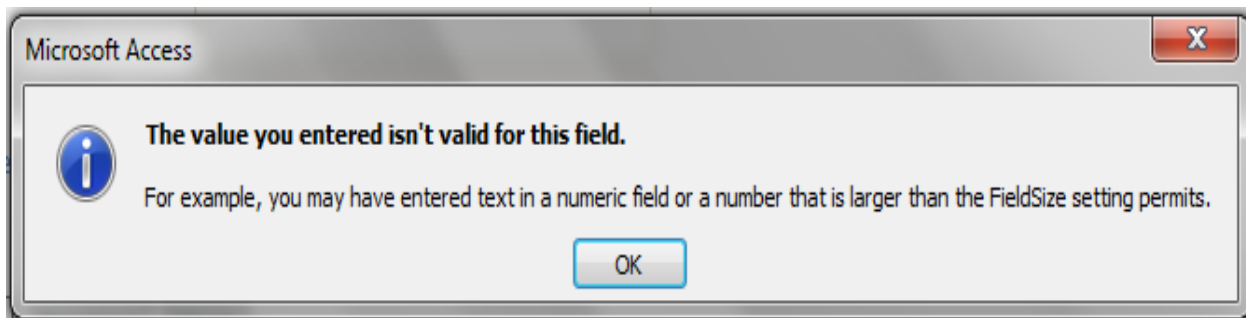 Microsoft Access
X
The value you entered isn't valid for this field.
For example, you may have entered text in a numeric field or a number that is larger than the FieldSize setting permits.
OK